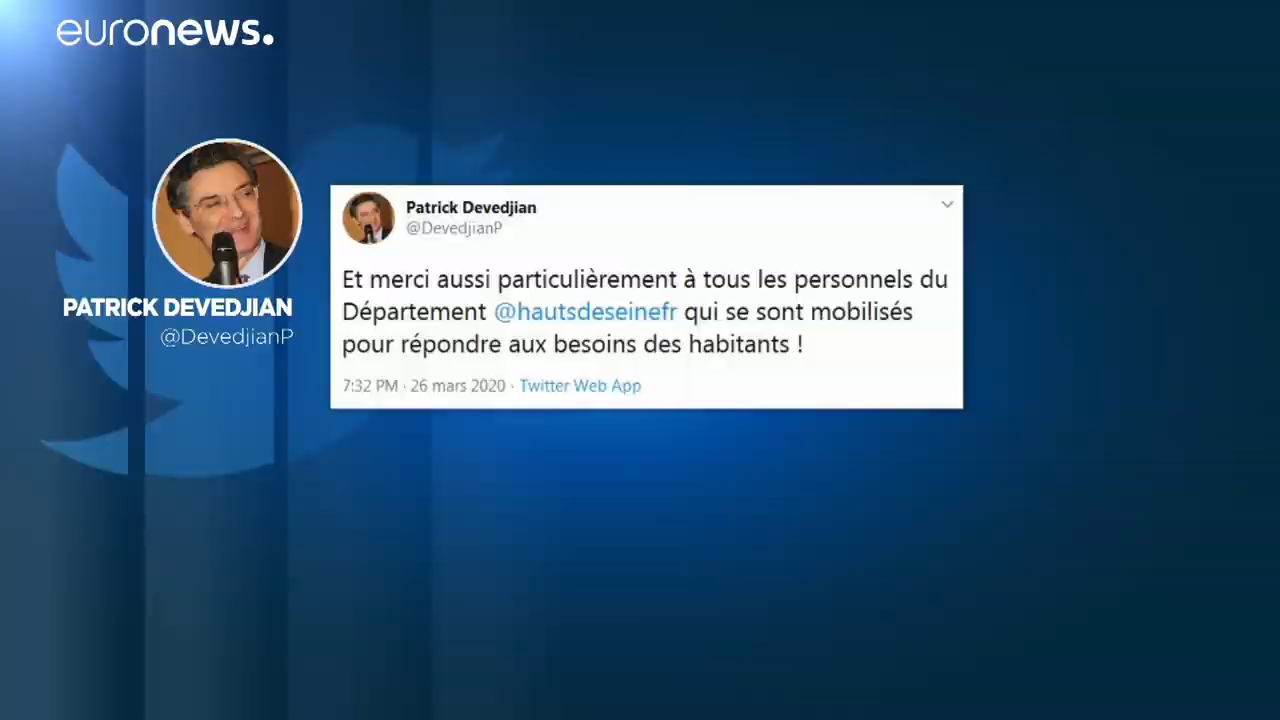 euronews.
PATRICK DEVEDJIAN
@DevedjianP
Patrick Devedjian
@DevedjianP
Et merci aussi particulièrement à tous les personnels du
Département @hautsdeseinefr qui se sont mobilisés
pour répondre aux besoins des habitants !
7:32 PM · 26 mars 2020 · Twitter Web App